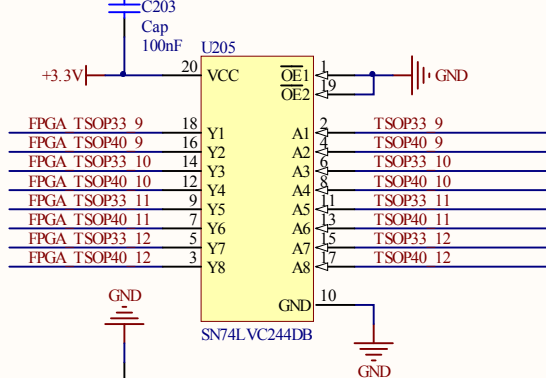 C203
Cap
100nF
U205
+3.3V 20 VCC OE1 1 GND
OE2 19
FPGA_TSOP33_9 18 Y1 A1 2 TSOP33_9
FPGA_TSOP40_9 16 Y2 A2 4 TSOP40_9
FPGA_TSOP33_10 14 Y3 A3 6 TSOP33_10
FPGA_TSOP40_10 12 Y4 A4 8 TSOP40_10
FPGA_TSOP33_11 9 Y5 A5 11 TSOP33_11
FPGA_TSOP40_11 7 Y6 A6 13 TSOP40_11
FPGA_TSOP33_12 5 Y7 A7 15 TSOP33_12
FPGA_TSOP40_12 3 Y8 A8 17 TSOP40_12
GND GND 10
SN74LVC244DB
GND